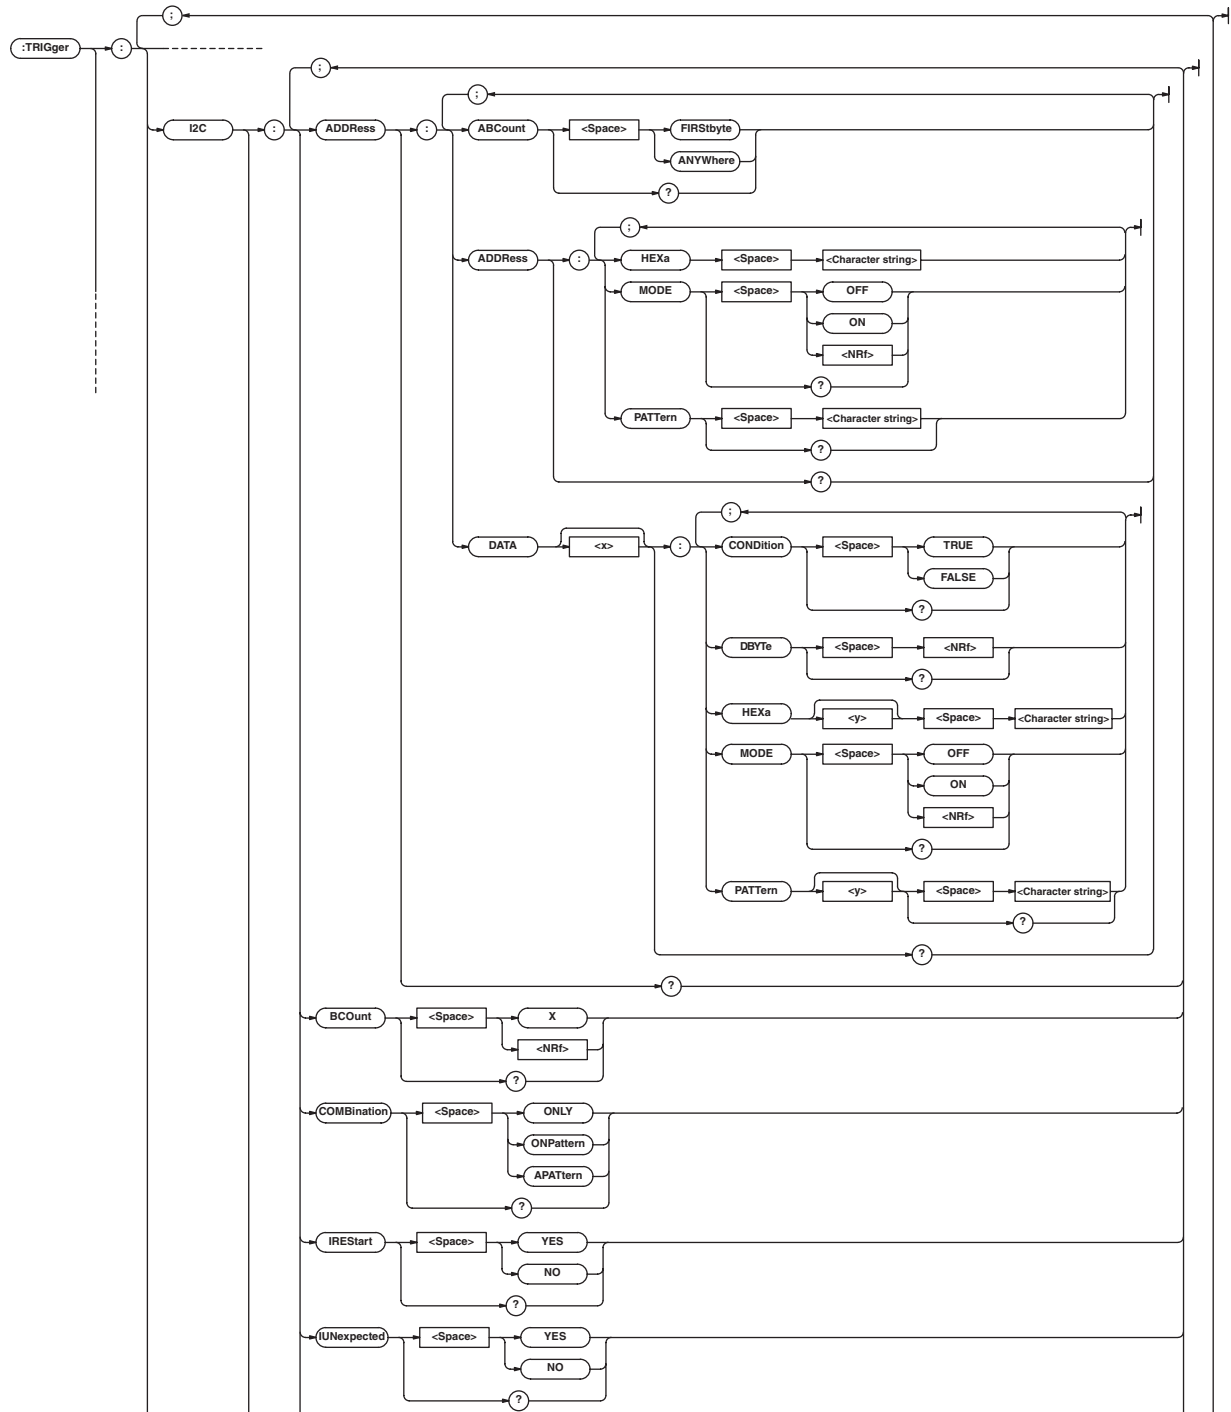 ;
:TRIGger :
;
;
I2C : ADDRess : ABCount <Space> FIRStbyte
ANYWhere
?
;
ADDRess : HEXa <Space> <Character string>
MODE <Space> OFF
ON
<NRf>
?
PATTern <Space> <Character string>
?
?
;
DATA <x> : CONDition <Space> TRUE
FALSE
?
DBYTe <Space> <NRf>
?
HEXa <y> <Space> <Character string>
MODE <Space> OFF
ON
<NRf>
?
PATTern <y> <Space> <Character string>
?
?
?
BCOunt <Space> X
<NRf>
?
COMBination <Space> ONLY
ONPattern
APATtern
?
IREStart <Space> YES
NO
?
IUNexpected <Space> YES
NO
?